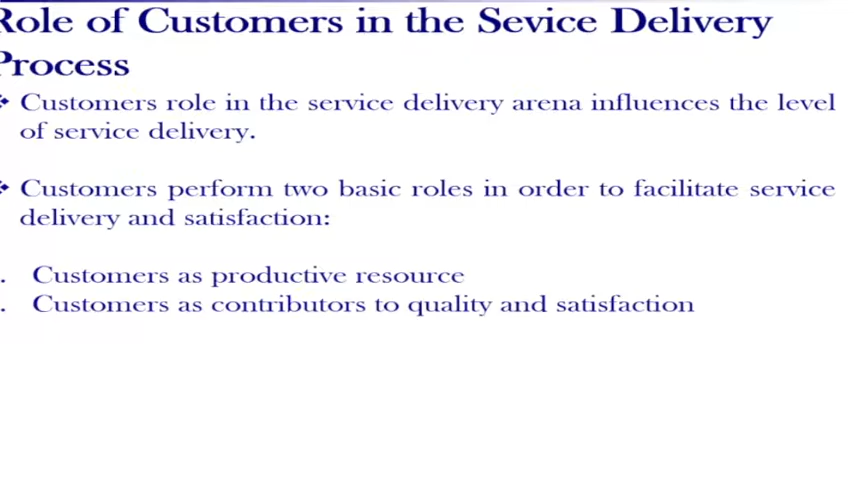 Role of Customers in the Sevice Delivery
Process
❖ Customers role in the service delivery arena influences the level
of service delivery.
❖ Customers perform two basic roles in order to facilitate service
delivery and satisfaction:
. Customers as productive resource
. Customers as contributors to quality and satisfaction